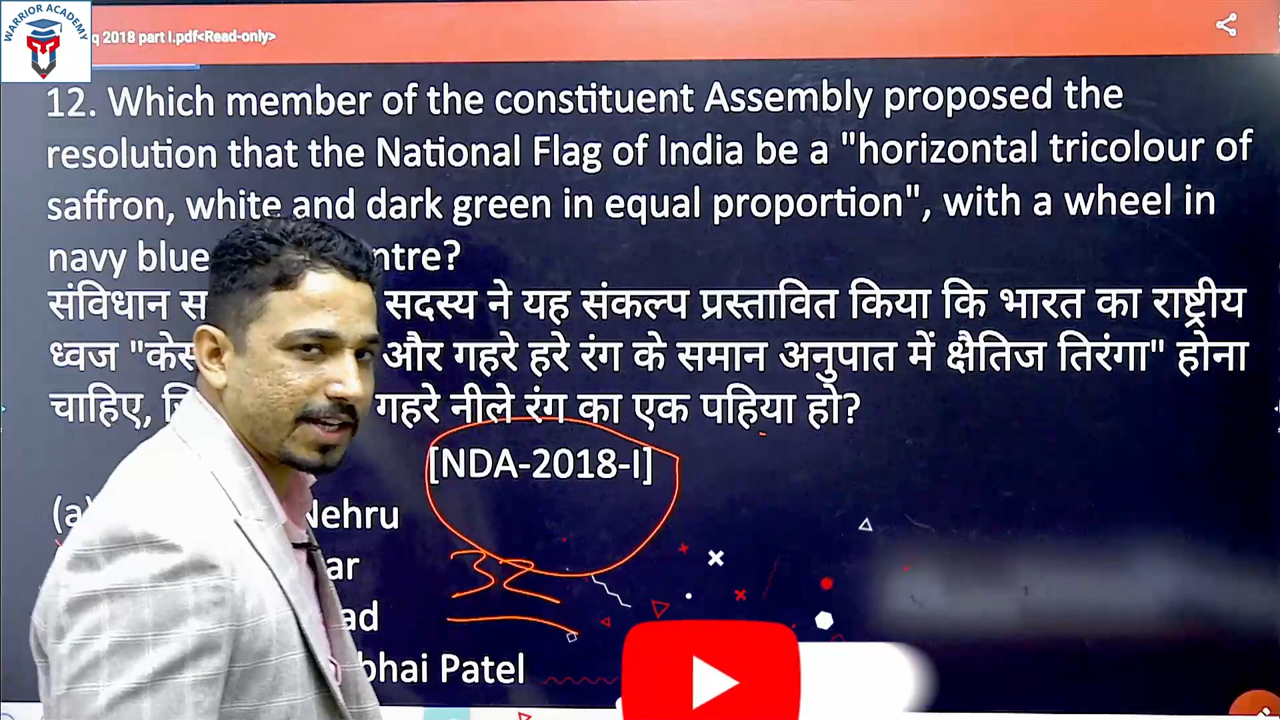 WARRIOR ACADEMY
q 2018 part I.pdf<Read-only>
12. Which member of the constituent Assembly proposed the
resolution that the National Flag of India be a "horizontal tricolour of
saffron, white and dark green in equal proportion", with a wheel in
navy blue ntre?
संविधान स सदस्य ने यह संकल्प प्रस्तावित किया कि भारत का राष्ट्रीय
ध्वज "केस और गहरे हरे रंग के समान अनुपात में क्षैतिज तिरंगा" होना
चाहिए, गहरे नीले रंग का एक पहिया हो?
[NDA-2018-I]
(a) Nehru
ar
ad
bhai Patel